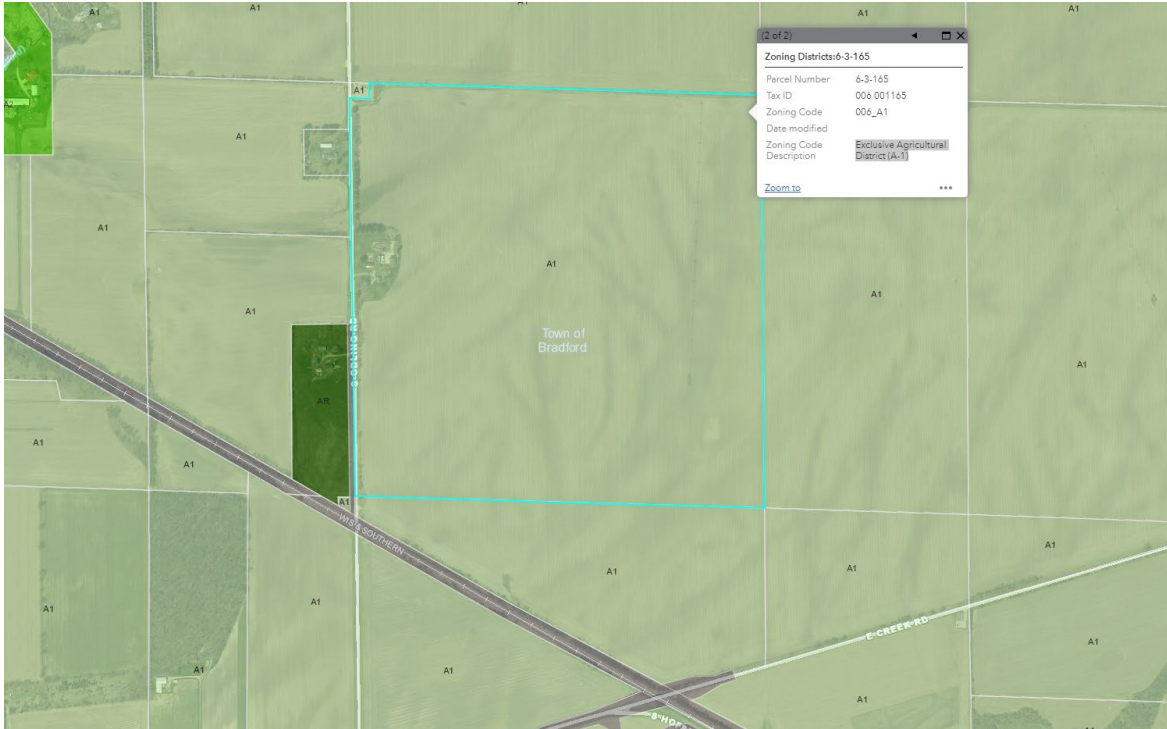 A1
A1
A1
A1
(2 of 2)
Zoning Districts:6-3-165
Parcel Number 6-3-165
Tax ID 006 001165
Zoning Code 006_A1
Date modified
Zoning Code Description Exclusive Agricultural
District (A-1)
Zoom to
A1
A1
A1
A1
A1
A1
A1
Town of
Bradford
S ODLING RD
A1
AR
A1
A1
A1
WIS & SOUTHERN
A1
A1
A1
A1
A1
E CREEK RD
A1
A1
A1
A1
A1